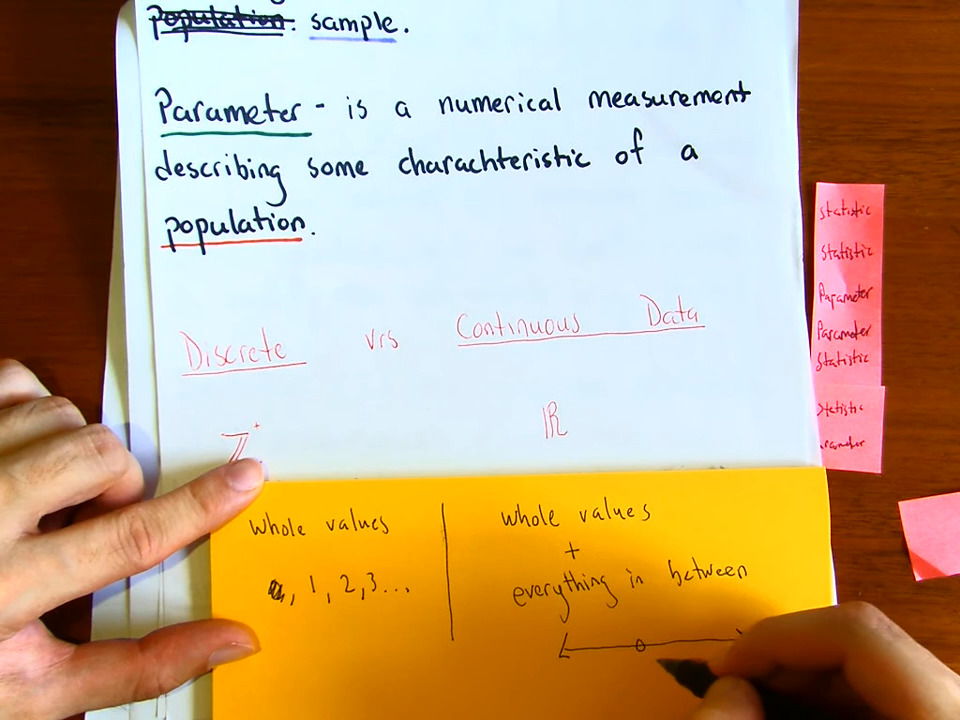 sample.
Parameter - is a numerical measurement
describing some charachteristic of a
population.
Discrete vrs Continuous Data
ℤ⁺ ℝ
whole values
, 1, 2, 3...
whole values
+
everything in between
Statistic
Statistic
Parameter
Parameter
Statistic
Statistic
arameter